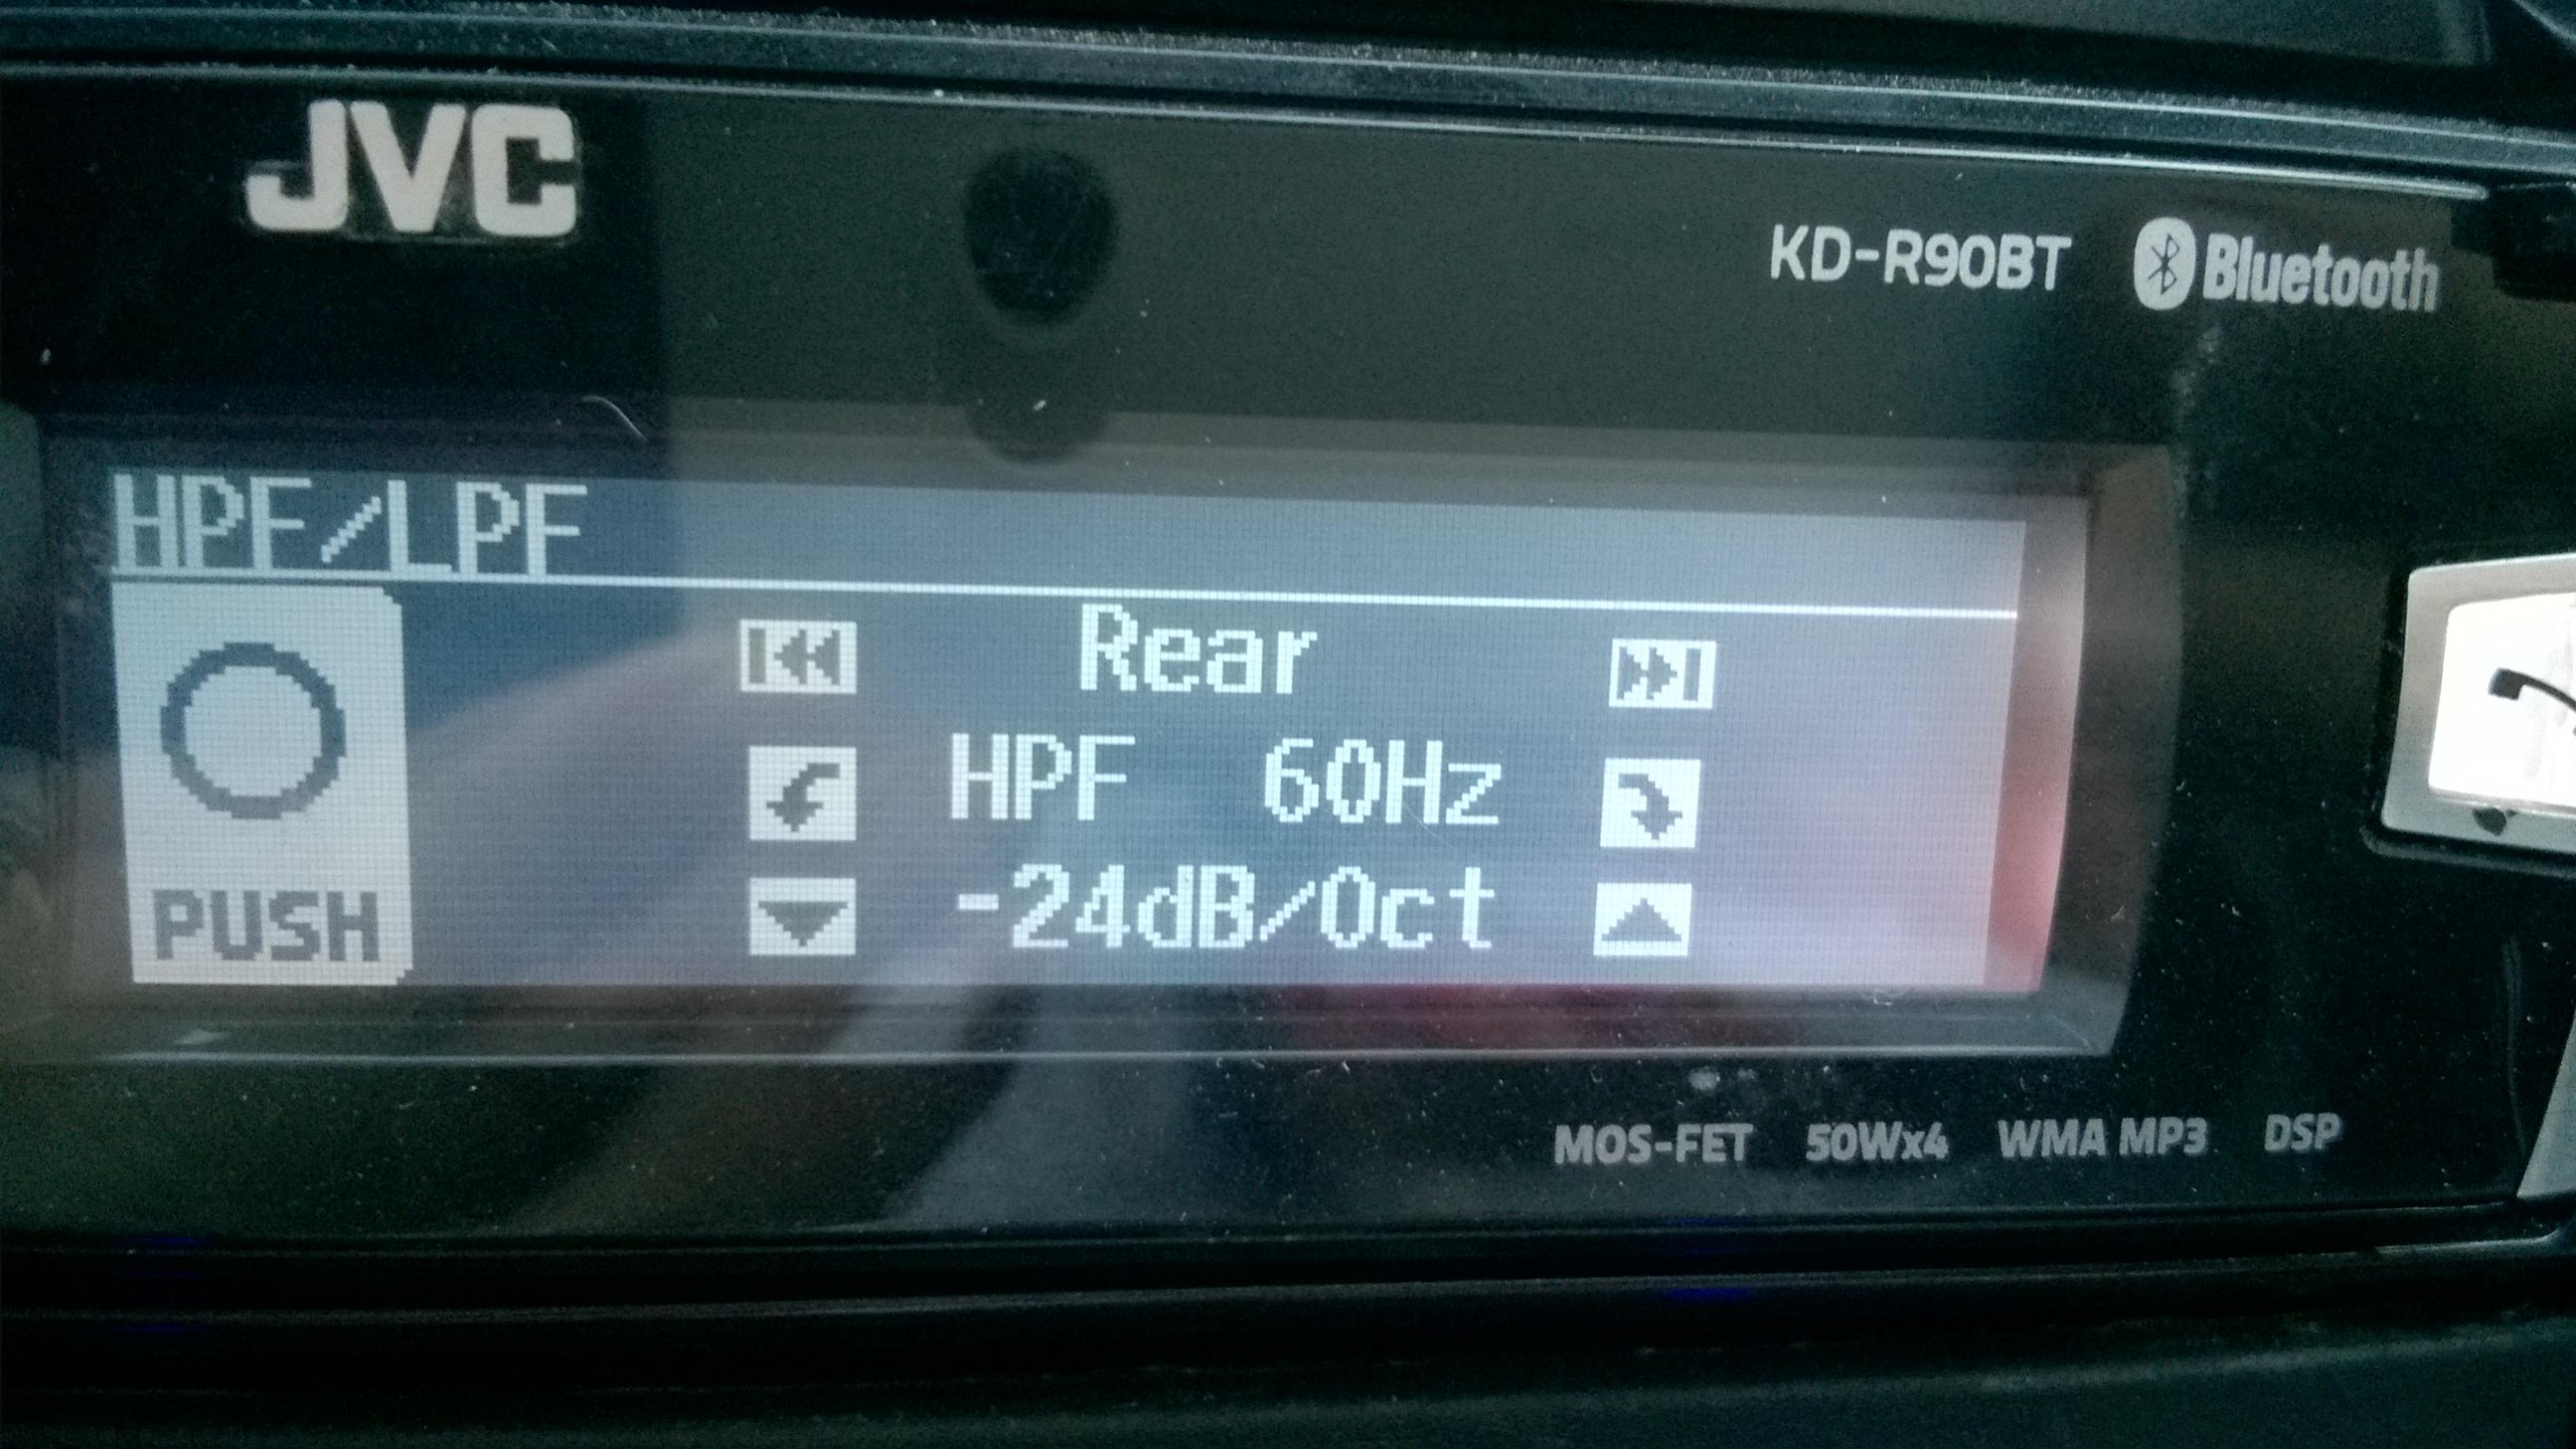 JVC
KD-R90BT Bluetooth
HPF/LPF
Rear
HPF 60Hz
-24dB/Oct
PUSH
MOS-FET 50Wx4 WMA MP3 DSP